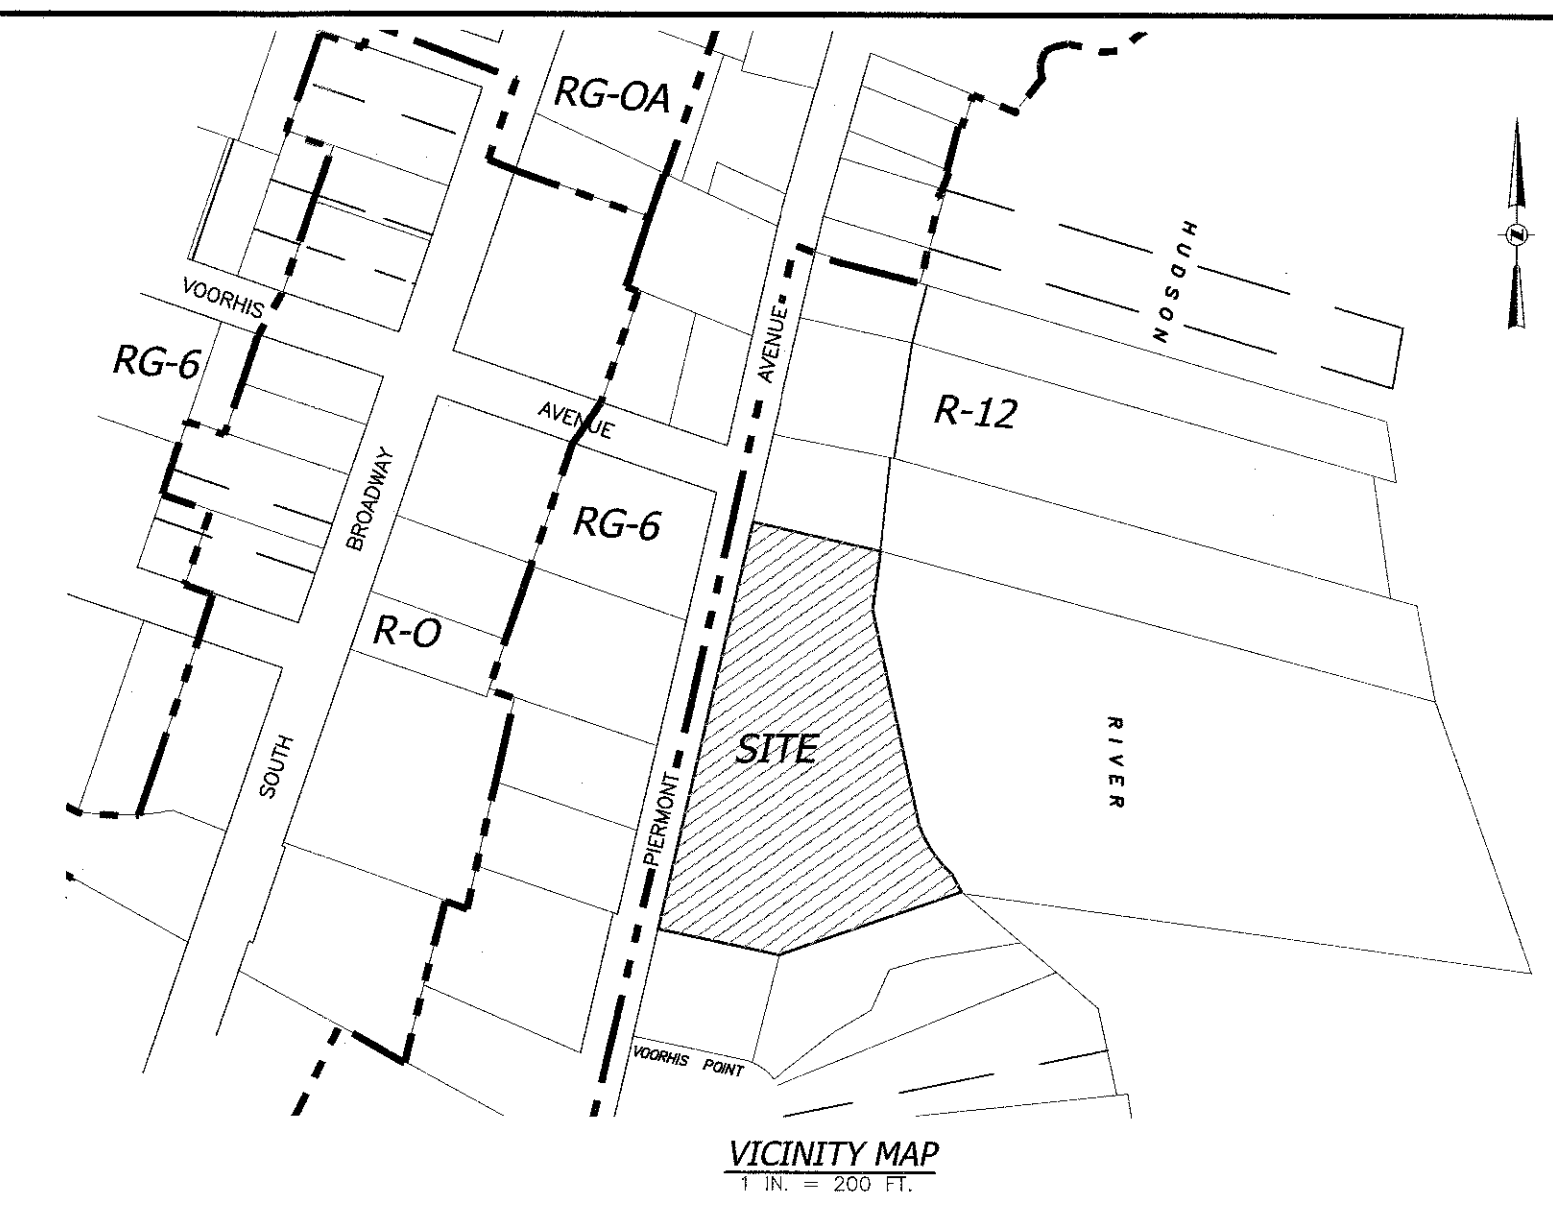 RG-OA
HUDSON
VOORHIS
AVENUE
RG-6
R-12
AVENUE
BROADWAY
RG-6
R-O
SITE
RIVER
SOUTH
PIERMONT
VOORHIS POINT
N
VICINITY MAP
1 IN. = 200 FT.